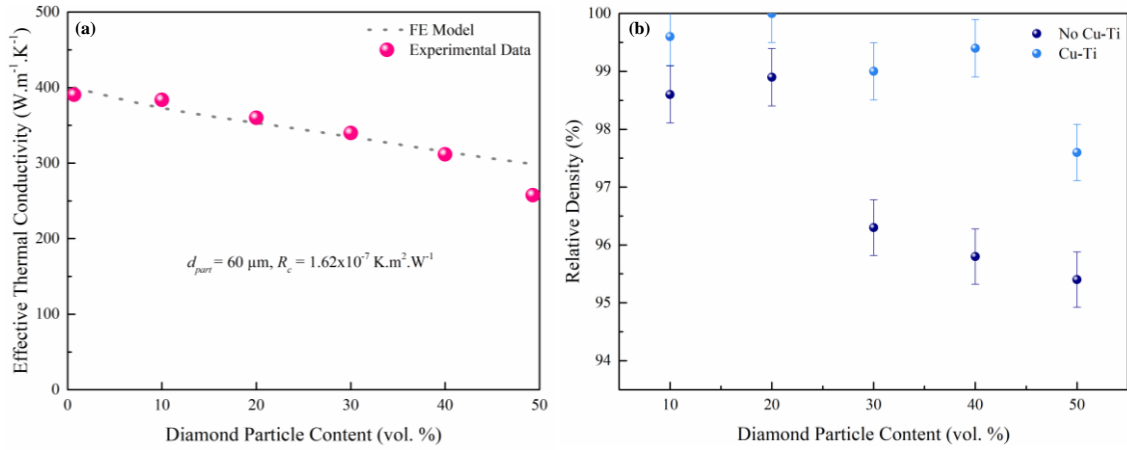 (a)
FE Model
Experimental Data
500
400
300
200
100
0
Effective Thermal Conductivity (W.m⁻¹.K⁻¹)
d_part = 60 µm, R_c = 1.62x10⁻⁷ K.m².W⁻¹
0 10 20 30 40 50
Diamond Particle Content (vol. %)
(b)
No Cu-Ti
Cu-Ti
100
99
98
97
96
95
94
Relative Density (%)
10 20 30 40 50
Diamond Particle Content (vol. %)